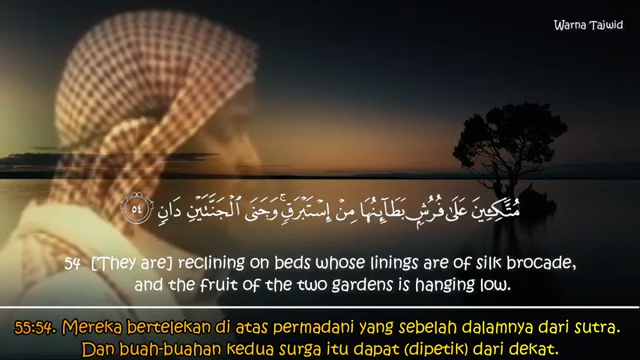 Warna Tajwid
مُتَّكِـِٔينَ عَلَىٰ فُرُشٍۭ بَطَآئِنُهَا مِنْ إِسْتَبْرَقٍۢ ۚ وَجَنَى ٱلْجَنَّتَيْنِ دَانٍۢ ٥٤
54 [They are] reclining on beds whose linings are of silk brocade,
and the fruit of the two gardens is hanging low.
55:54. Mereka bertelekan di atas permadani yang sebelah dalamnya dari sutra.
Dan buah-buahan kedua surga itu dapat (dipetik) dari dekat.